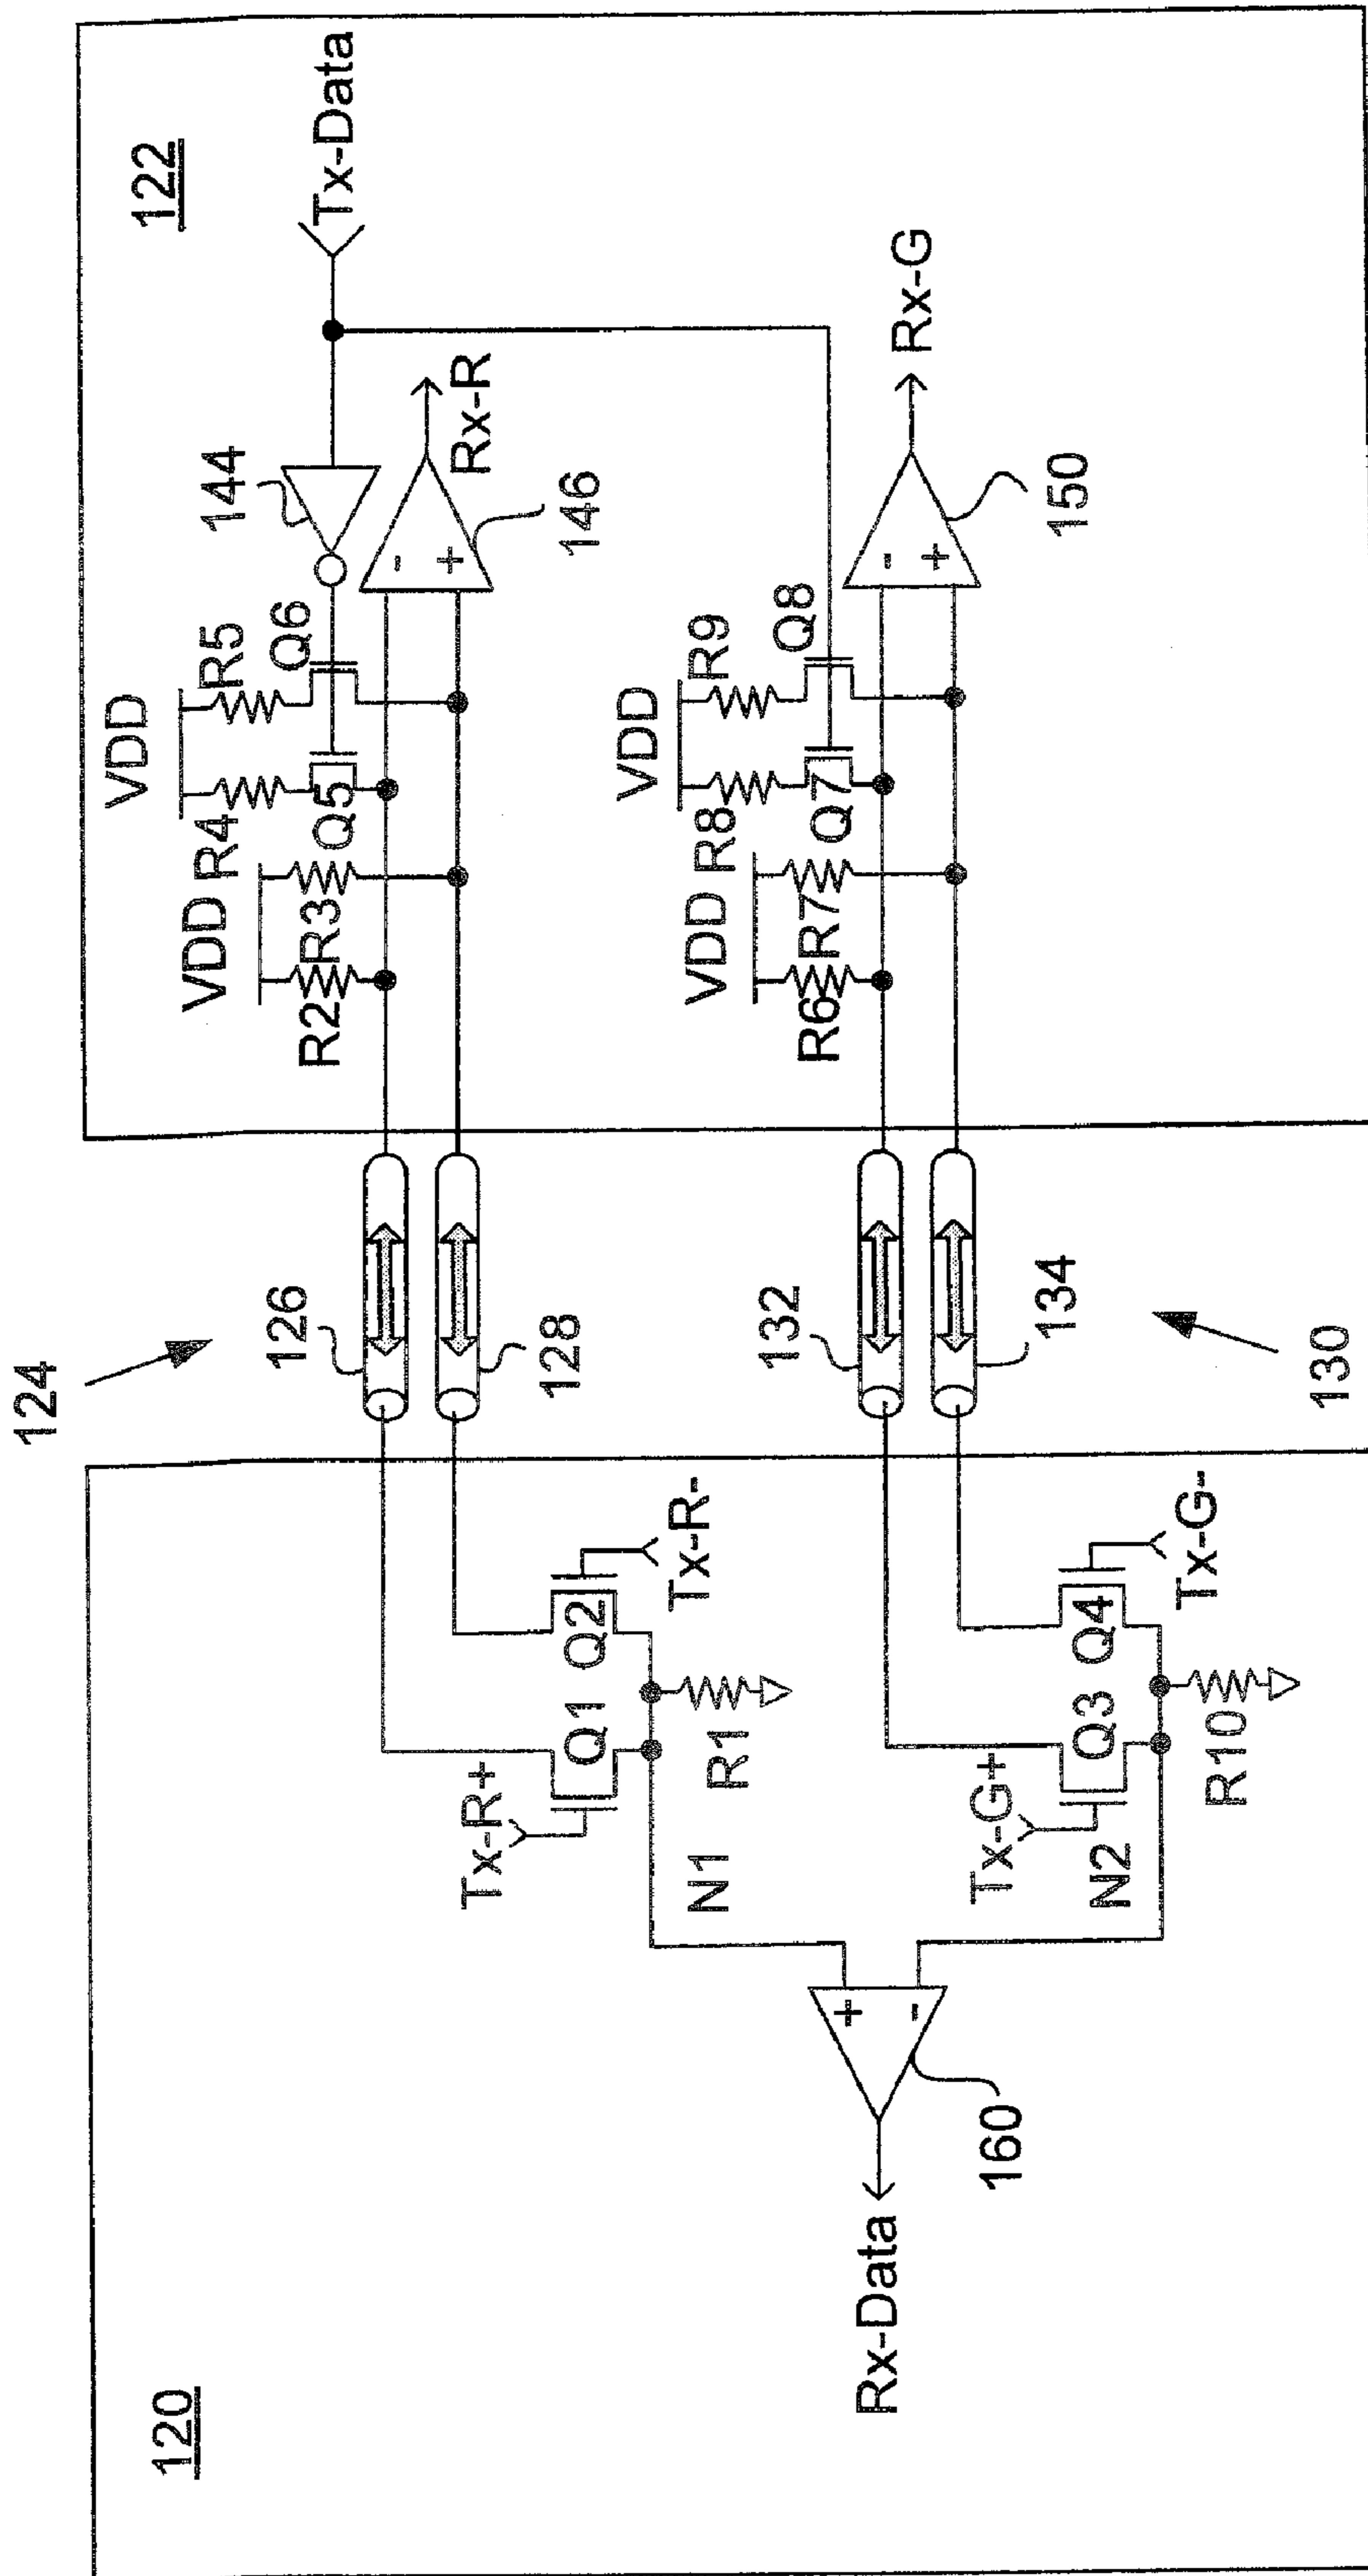 124
130
122
Tx-Data
144
VDD
R5
Q6
R4
Q5
VDD
R3
R2
146
Rx-R
VDD
R9
Q8
R8
Q7
VDD
R7
R6
150
Rx-G
-
+
-
+
126
128
132
134
120
Tx-R+
Q1
Q2
Tx-R-
N1
R1
Tx-G+
Q3
Q4
Tx-G-
N2
R10
+
-
160
Rx-Data